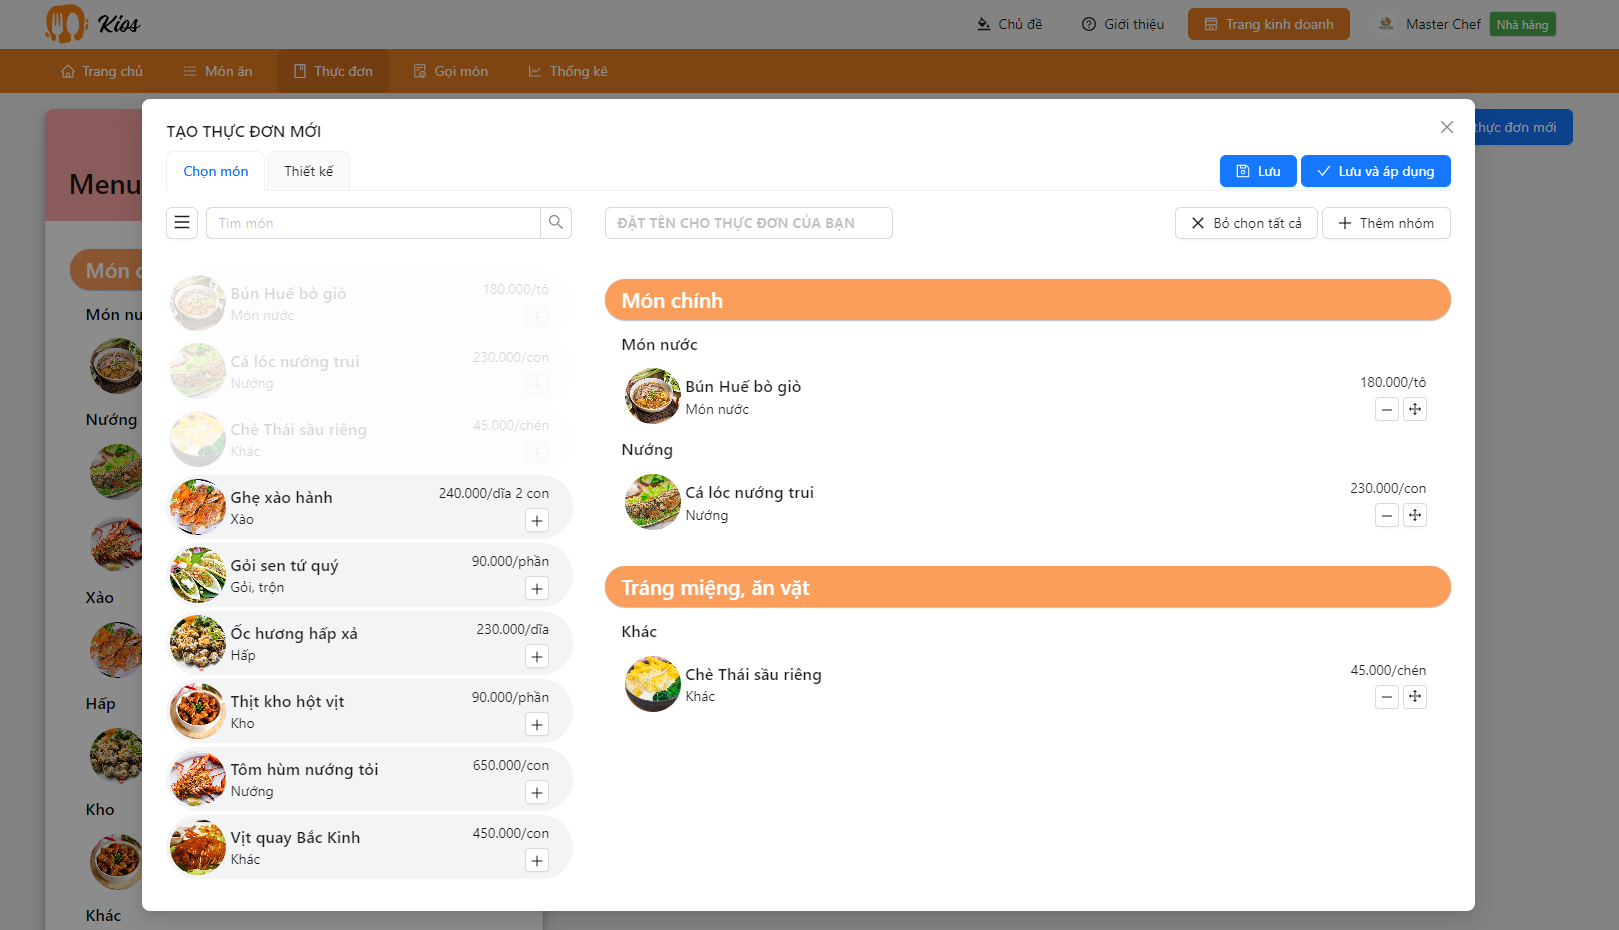 Kios
Chủ đề
Giới thiệu
Trang kinh doanh
Master Chef
Nhà hàng
Trang chủ
Món ăn
Thực đơn
Gọi món
Thống kê
thực đơn mới
Menu
Món c
Món nư
Nướng
Xào
Hấp
Kho
Khác
TẠO THỰC ĐƠN MỚI
Chọn món
Thiết kế
Lưu
Lưu và áp dụng
Tìm món
ĐẶT TÊN CHO THỰC ĐƠN CỦA BẠN
Bỏ chọn tất cả
Thêm nhóm
Bún Huế bò giò
180.000/tô
Món nước
Cá lóc nướng trui
230.000/con
Nướng
Chè Thái sầu riêng
45.000/chén
Khác
Ghẹ xào hành
240.000/dĩa 2 con
Xào
Gỏi sen tứ quý
90.000/phần
Gỏi, trộn
Ốc hương hấp xả
230.000/dĩa
Hấp
Thịt kho hột vịt
90.000/phần
Kho
Tôm hùm nướng tỏi
650.000/con
Nướng
Vịt quay Bắc Kinh
450.000/con
Khác
Món chính
Món nước
Bún Huế bò giò
180.000/tô
Món nước
Nướng
Cá lóc nướng trui
230.000/con
Nướng
Tráng miệng, ăn vặt
Khác
Chè Thái sầu riêng
45.000/chén
Khác